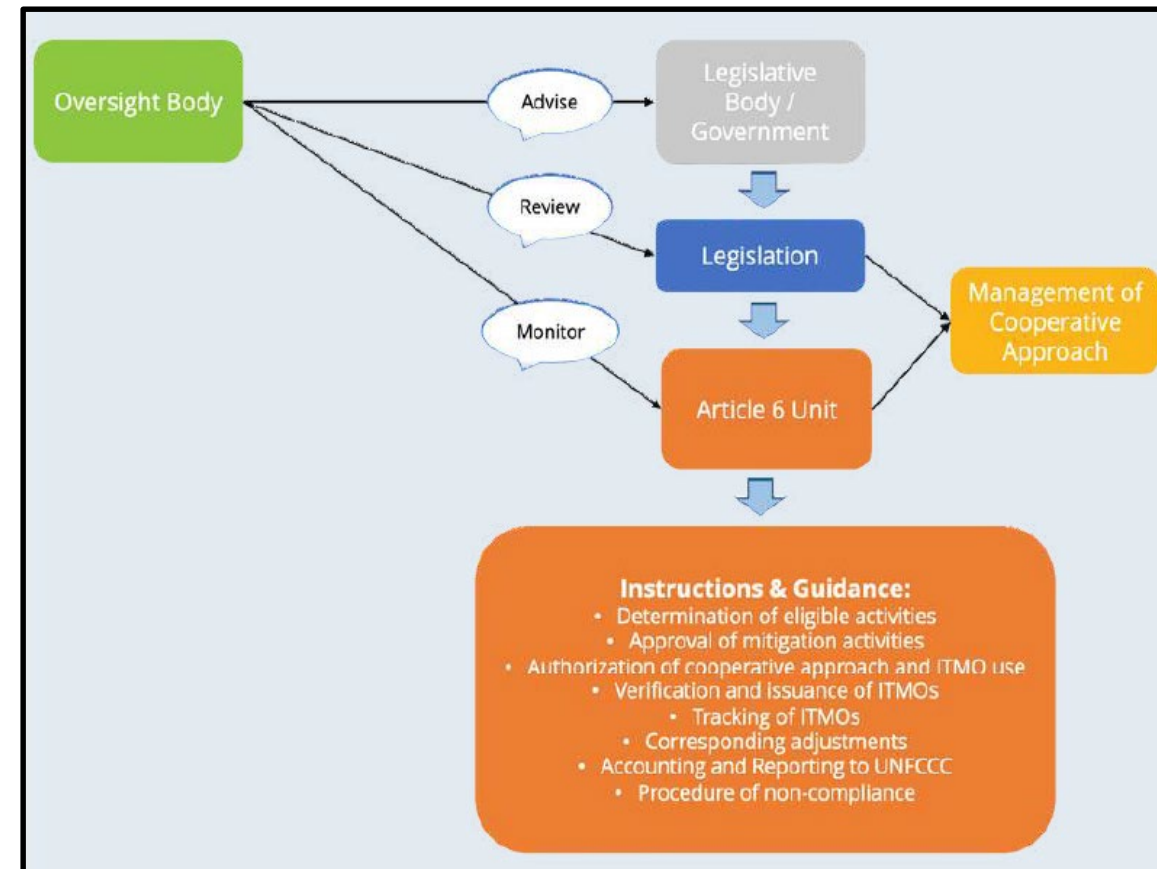 Oversight Body
Advise
Legislative
Body /
Government
Review
Legislation
Management of
Cooperative
Approach
Monitor
Article 6 Unit
Instructions & Guidance:
• Determination of eligible activities
• Approval of mitigation activities
• Authorization of cooperative approach and ITMO use
• Verification and issuance of ITMOs
• Tracking of ITMOs
• Corresponding adjustments
• Accounting and Reporting to UNFCCC
• Procedure of non-compliance